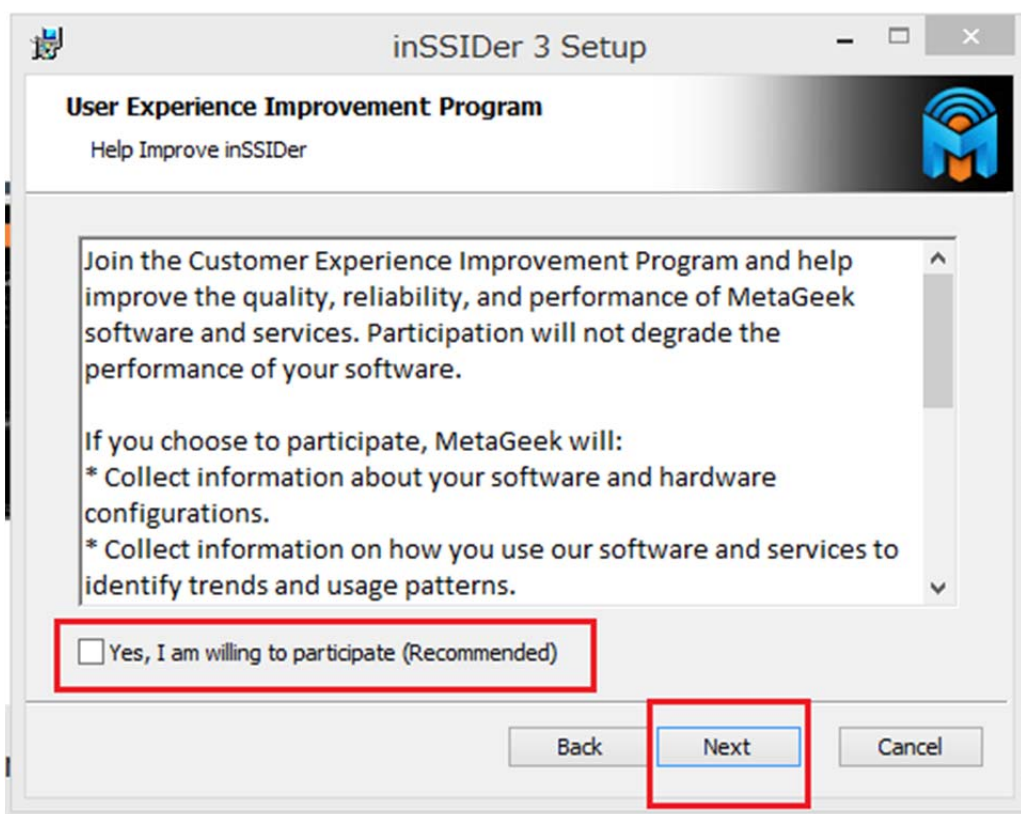 inSSIDer 3 Setup
User Experience Improvement Program
Help Improve inSSIDer
Join the Customer Experience Improvement Program and help
improve the quality, reliability, and performance of MetaGeek
software and services. Participation will not degrade the
performance of your software.
If you choose to participate, MetaGeek will:
* Collect information about your software and hardware
configurations.
* Collect information on how you use our software and services to
identify trends and usage patterns.
Yes, I am willing to participate (Recommended)
Back Next Cancel